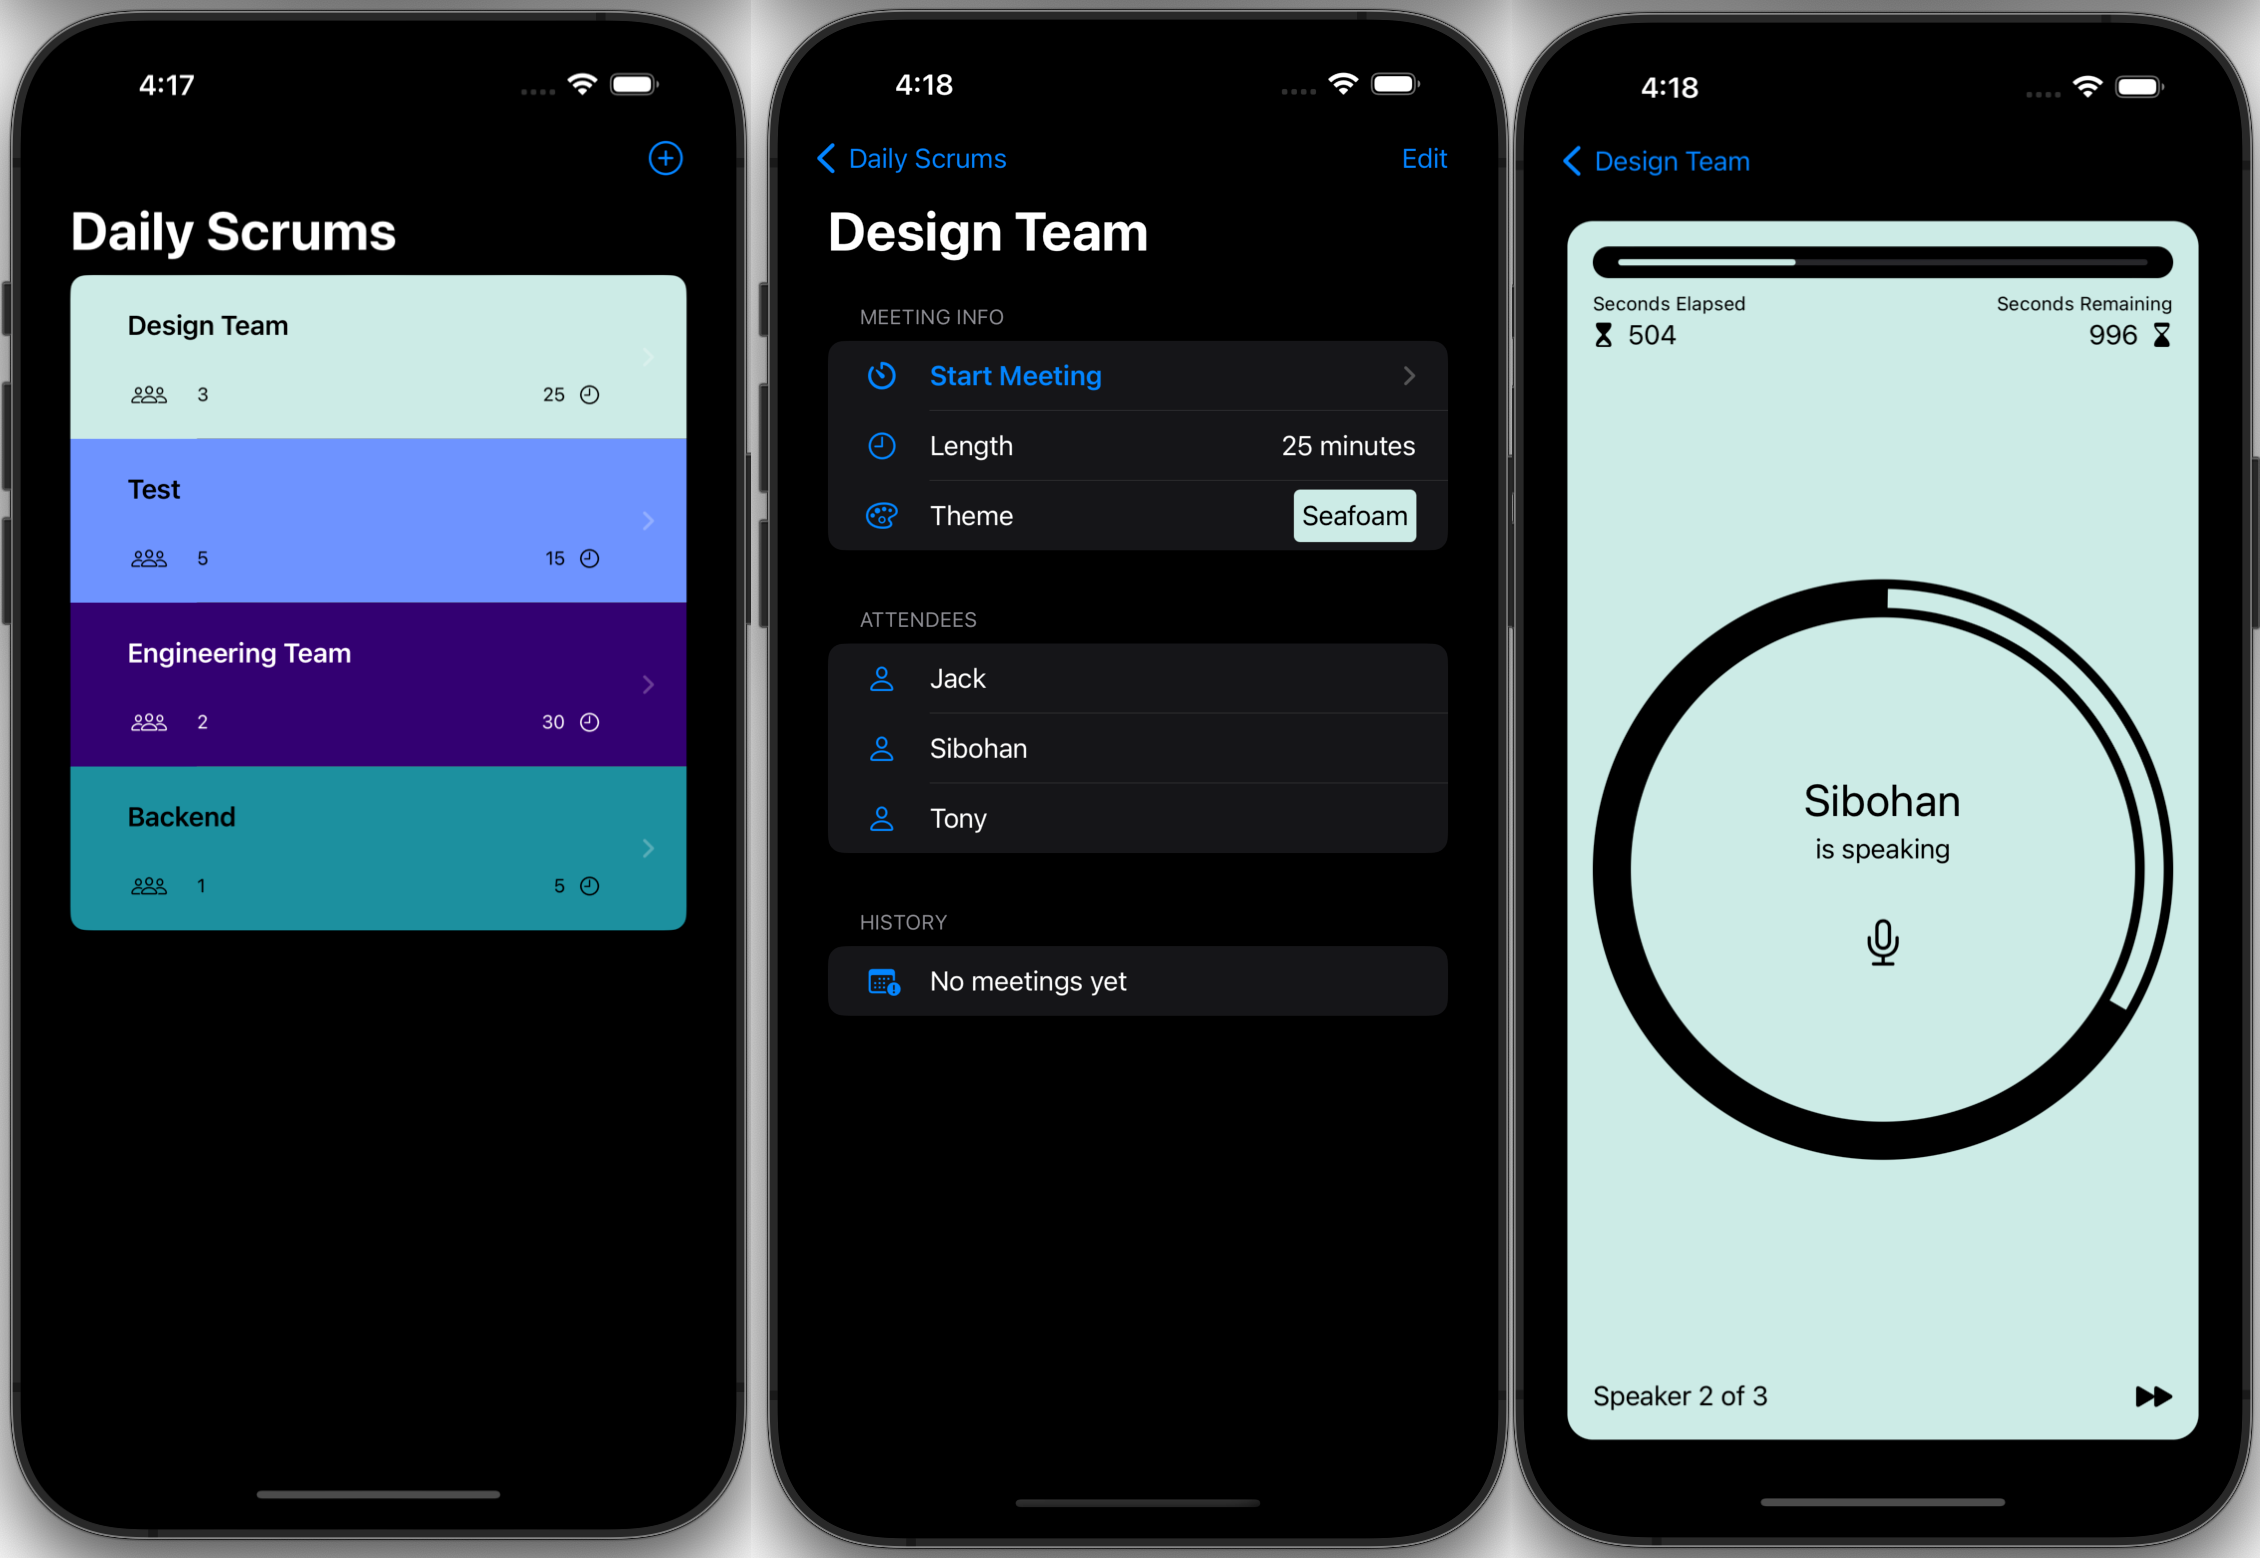 4:17
Daily Scrums
Design Team
3 25
Test
5 15
Engineering Team
2 30
Backend
1 5
4:18
Daily Scrums Edit
Design Team
MEETING INFO
Start Meeting
Length 25 minutes
Theme Seafoam
ATTENDEES
Jack
Sibohan
Tony
HISTORY
No meetings yet
4:18
Design Team
Seconds Elapsed Seconds Remaining
504 996
Sibohan
is speaking
Speaker 2 of 3